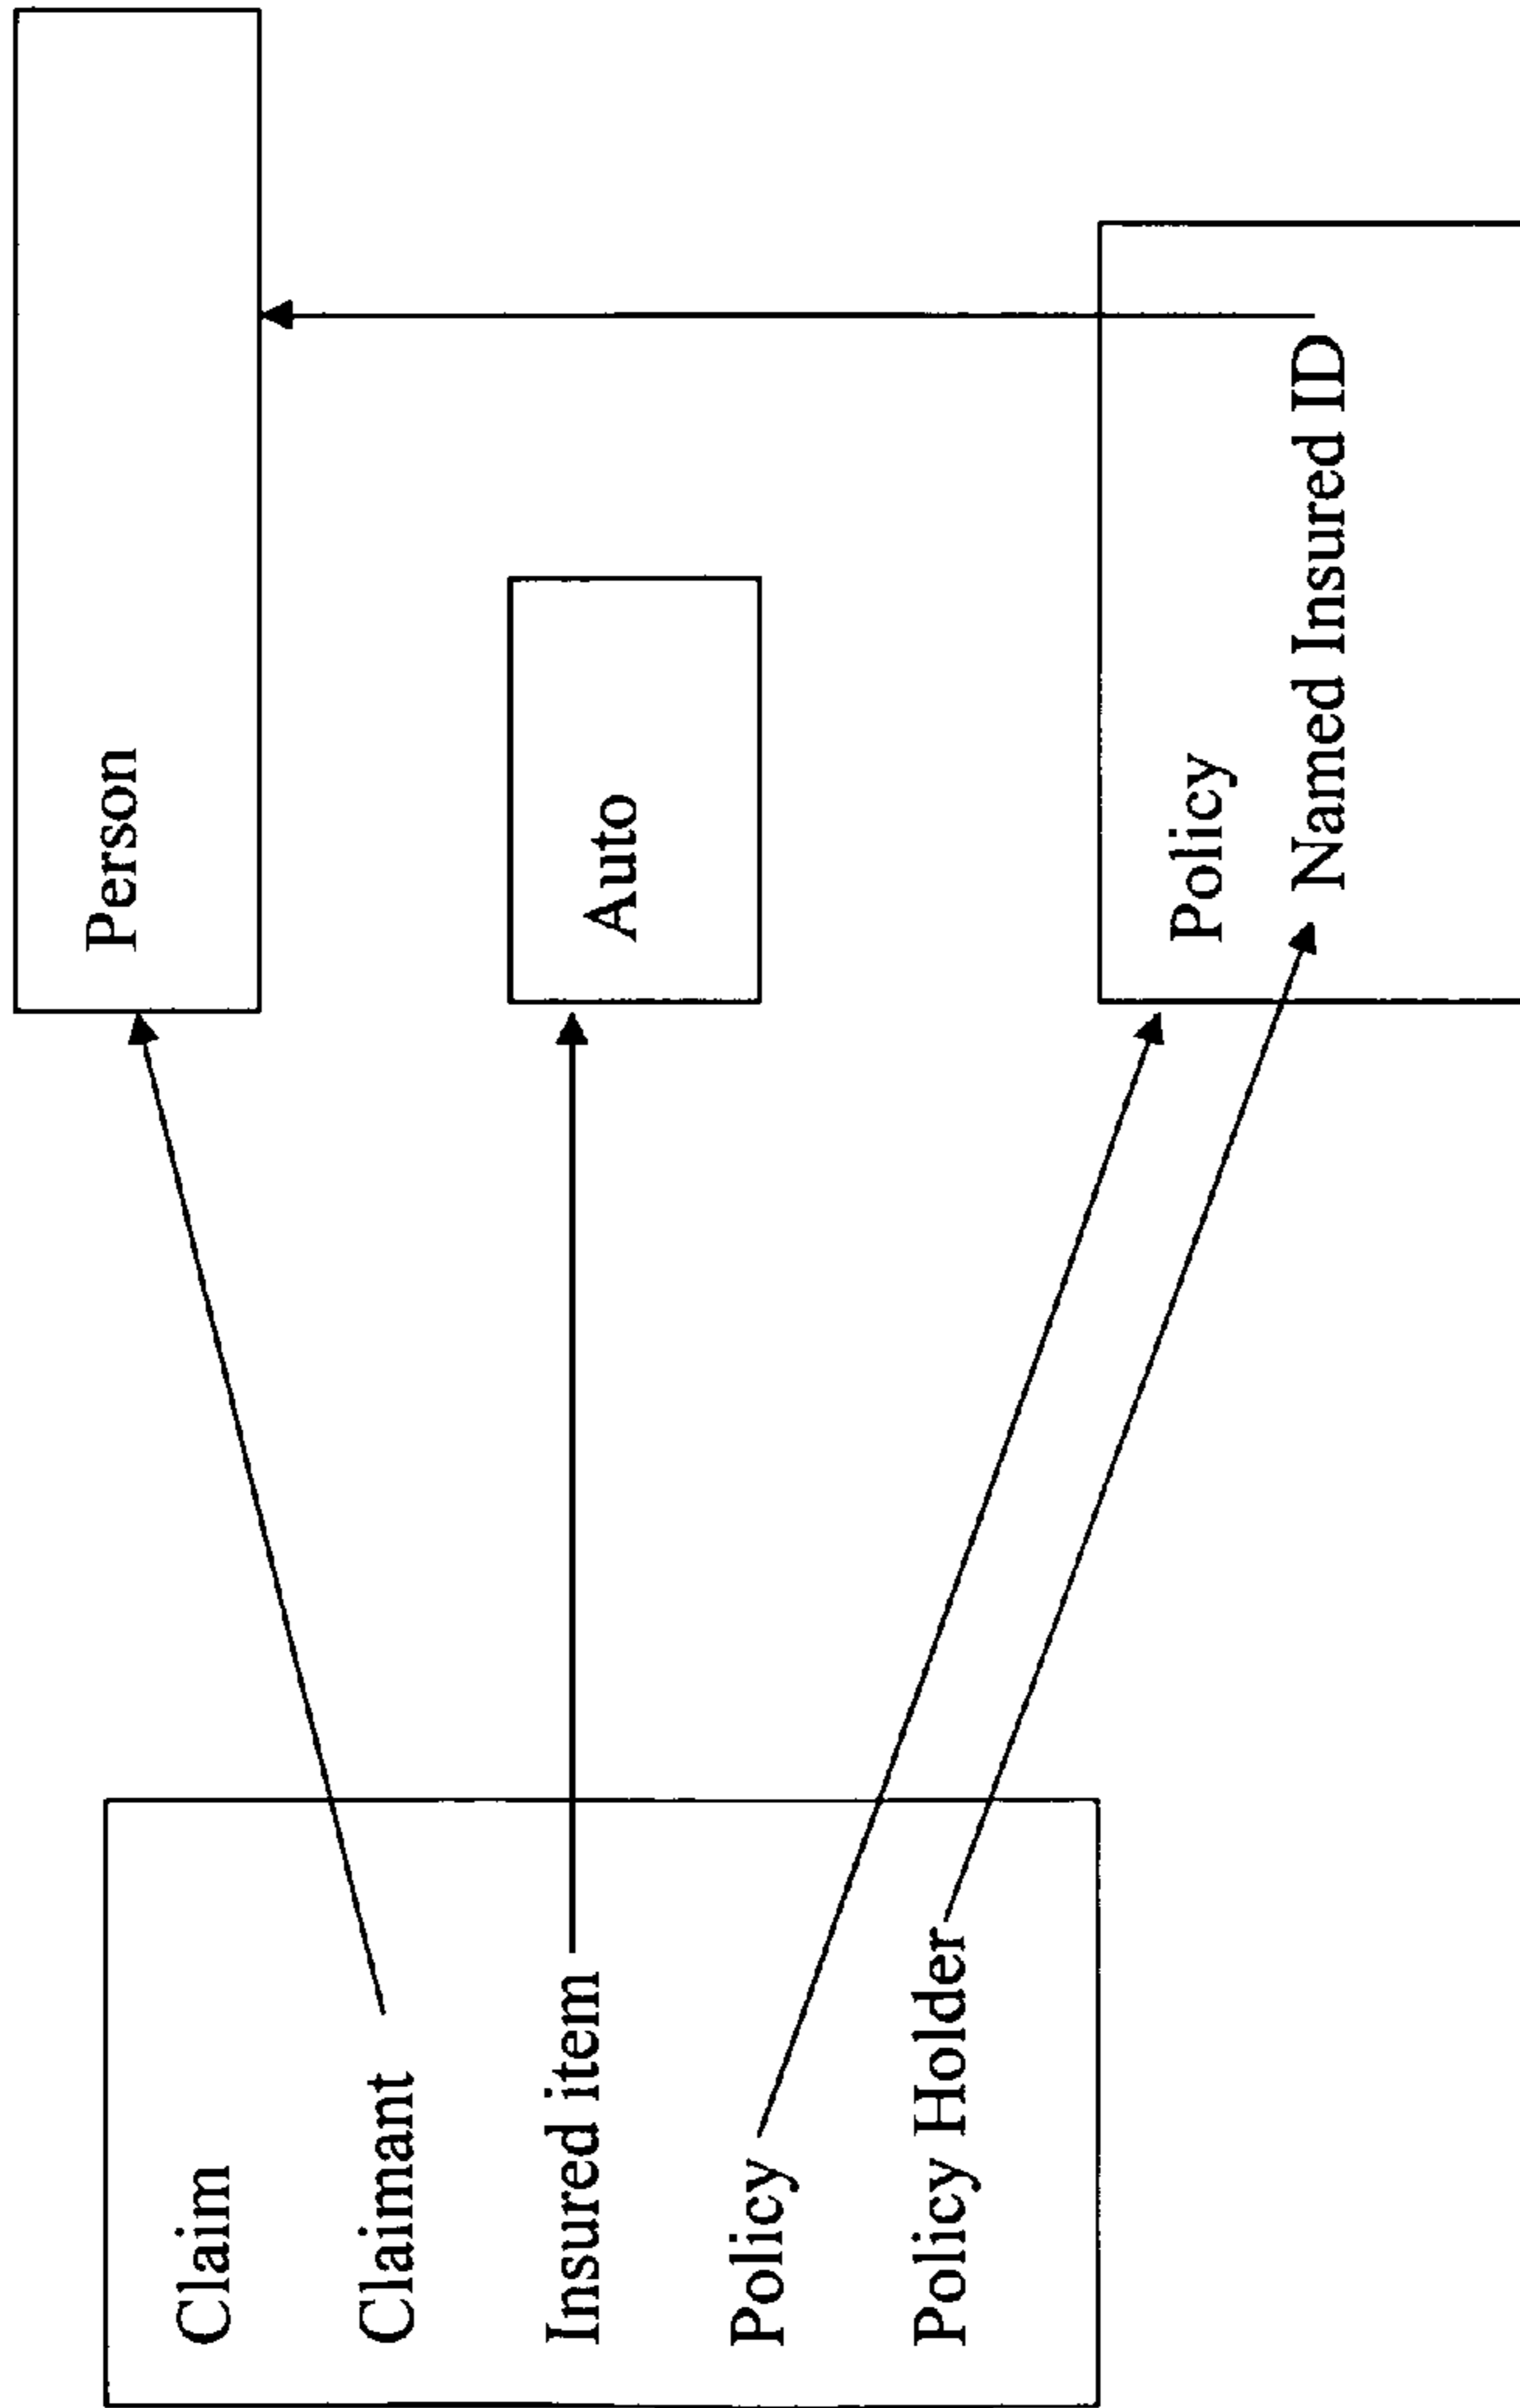 Claim
Claimant
Insured item
Policy
Policy Holder
Person
Auto
Policy
Named Insured ID